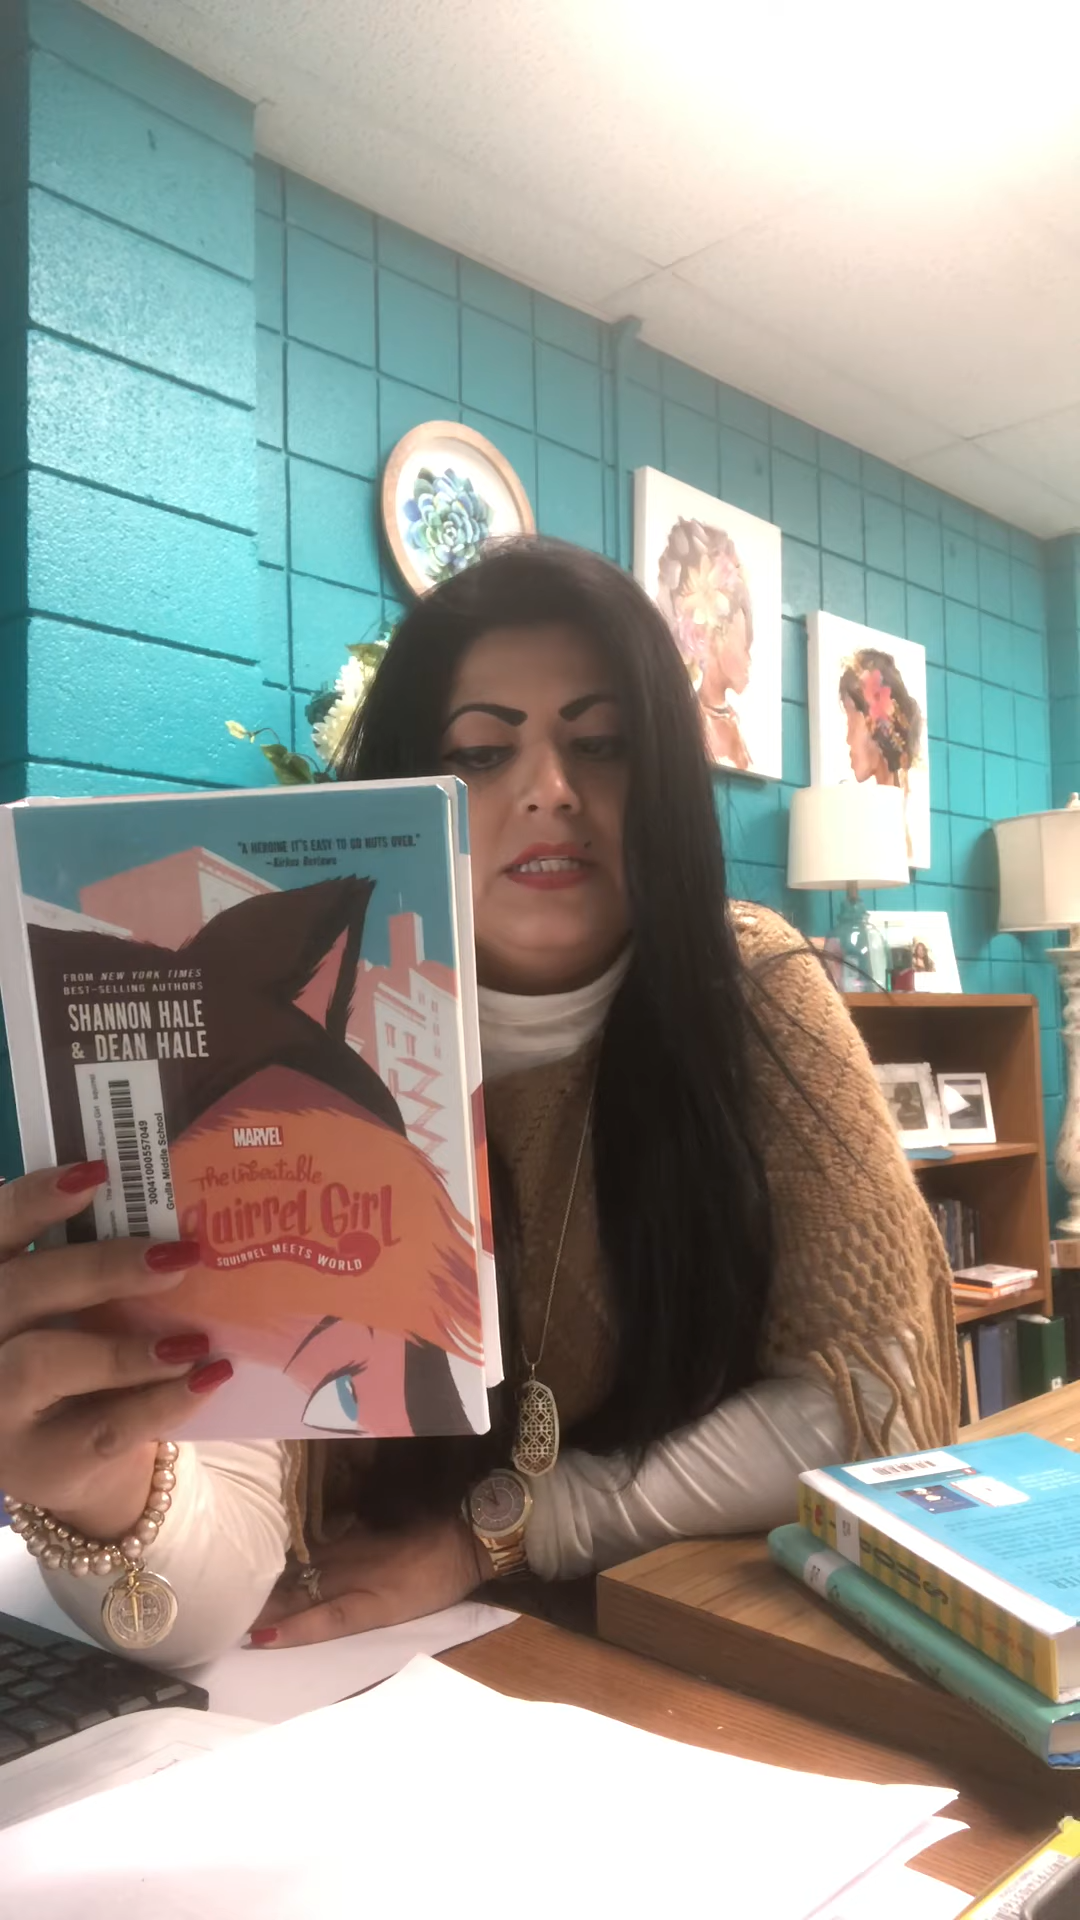 "A HEROINE IT'S EASY TO GO NUTS OVER."
—Kirkus Reviews
FROM NEW YORK TIMES
BEST-SELLING AUTHORS
SHANNON HALE
& DEAN HALE
30041000557049
Grulla Middle School
MARVEL
The Unbeatable
quirrel Girl
SQUIRREL MEETS WORLD